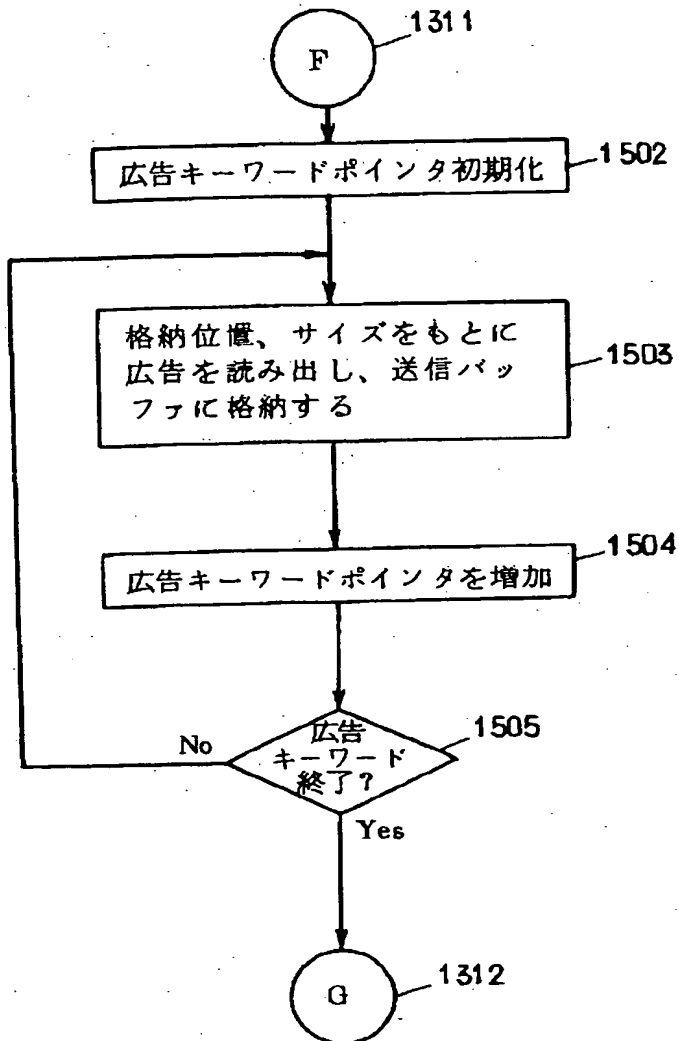 1311
F
1502
広告キーワードポインタ初期化
格納位置、サイズをもとに
広告を読み出し、送信バッ
ファに格納する
1503
1504
広告キーワードポインタを増加
広告
キーワード
終了?
1505
No
Yes
G
1312